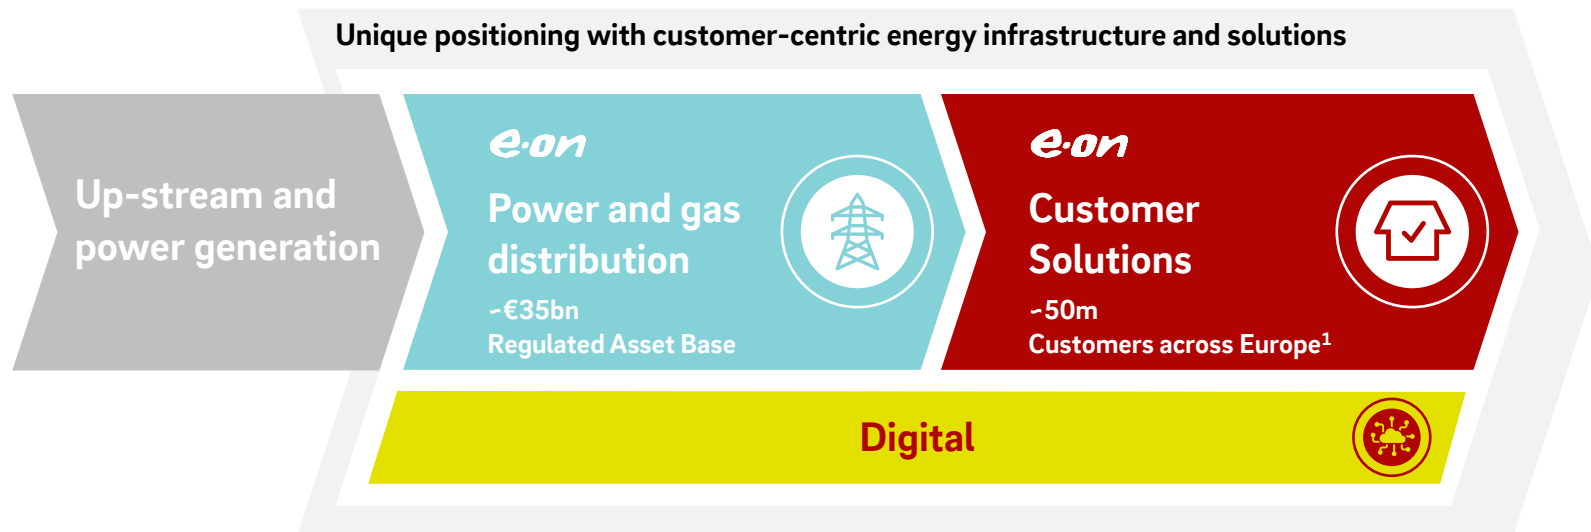 Unique positioning with customer-centric energy infrastructure and solutions
Up-stream and
power generation
e·on
Power and gas
distribution
~€35bn
Regulated Asset Base
e·on
Customer
Solutions
~50m
Customers across Europe¹
Digital